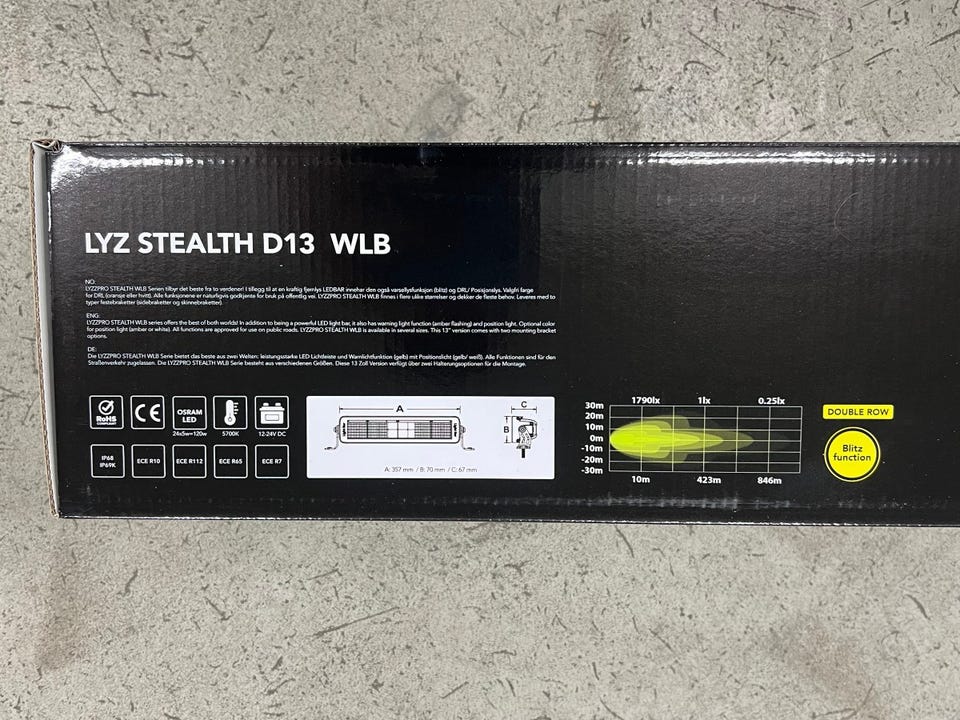 LYZ STEALTH D13 WLB
NO:
LYZZPRO STEALTH WLB Serien tilbyr det beste fra to verdener! I tillegg til at en kraftig fjernlys LEDBAR innehar den også varsellysfunksjon (blitz) og DRL/ Posisjonslys. Valgfri farge
for DRL (oransje eller hvitt). Alle funksjonene er naturligvis godkjente for bruk på offentlig vei. LYZZPRO STEALTH WLB finnes i flere ulike størrelser og dekker de fleste behov. Leveres med to
typer festebraketter (sidebraketter og skinnebraketter).
ENG:
LYZZPRO STEALTH WLB series offers the best of both worlds! In addition to being a powerful LED light bar, it also has warning light function (amber flashing) and position light. Optional color
for position light (amber or white). All functions are approved for use on public roads. LYZZPRO STEALTH WLB is available in several sizes. This 13" version comes with two mounting bracket
options.
DE:
Die LYZZPRO STEALTH WLB Serie bietet das beste aus zwei Welten: leistungsstarke LED Lichtleiste und Warnlichtfunktion (gelb) mit Positionslicht (gelb/ weiß). Alle Funktionen sind für den
Straßenverkehr zugelassen. Die LYZZPRO STEALTH WLB Serie besteht aus verschiedenen Größen. Diese 13 Zoll Version verfügt über zwei Halterungsoptionen für die Montage.
RoHS
COMPLIANT
CE
OSRAM
LED
24x5w=120w
5700K
12-24V DC
IP68
IP69K
ECE R10
ECE R112
ECE R65
ECE R7
A
B
C
A: 357 mm / B: 70 mm / C: 67 mm
1790lx 1lx 0.25lx
30m
20m
10m
0m
-10m
-20m
-30m
10m 423m 846m
DOUBLE ROW
Blitz
function